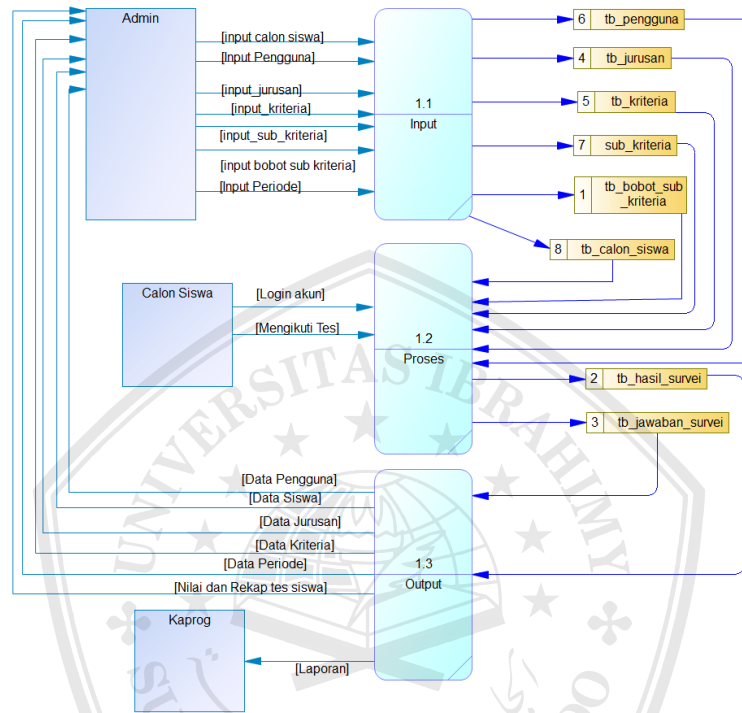 Admin
[input calon siswa]
[Input Pengguna]
[input_jurusan]
[input_kriteria]
[input_sub_kriteria]
[input bobot sub kriteria]
[Input Periode]
1.1
Input
6 tb_pengguna
4 tb_jurusan
5 tb_kriteria
7 sub_kriteria
1 tb_bobot_sub
_kriteria
8 tb_calon_siswa
Calon Siswa
[Login akun]
[Mengikuti Tes]
1.2
Proses
2 tb_hasil_survei
3 tb_jawaban_survei
[Data Pengguna]
[Data Siswa]
[Data Jurusan]
[Data Kriteria]
[Data Periode]
[Nilai dan Rekap tes siswa]
1.3
Output
Kaprog
[Laporan]
UNIVERSITAS IBRAHIMY